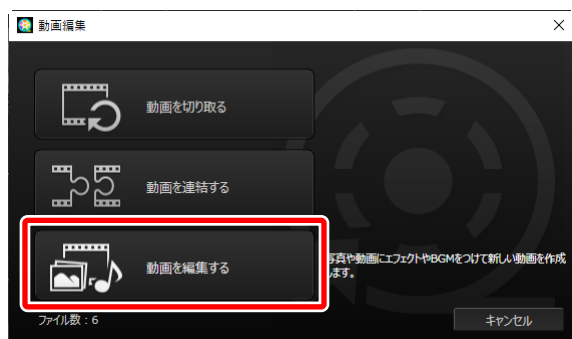 動画編集
動画を切り取る
動画を連結する
動画を編集する
写真や動画にエフェクトやBGMをつけて新しい動画を作成
します。
ファイル数：6
キャンセル